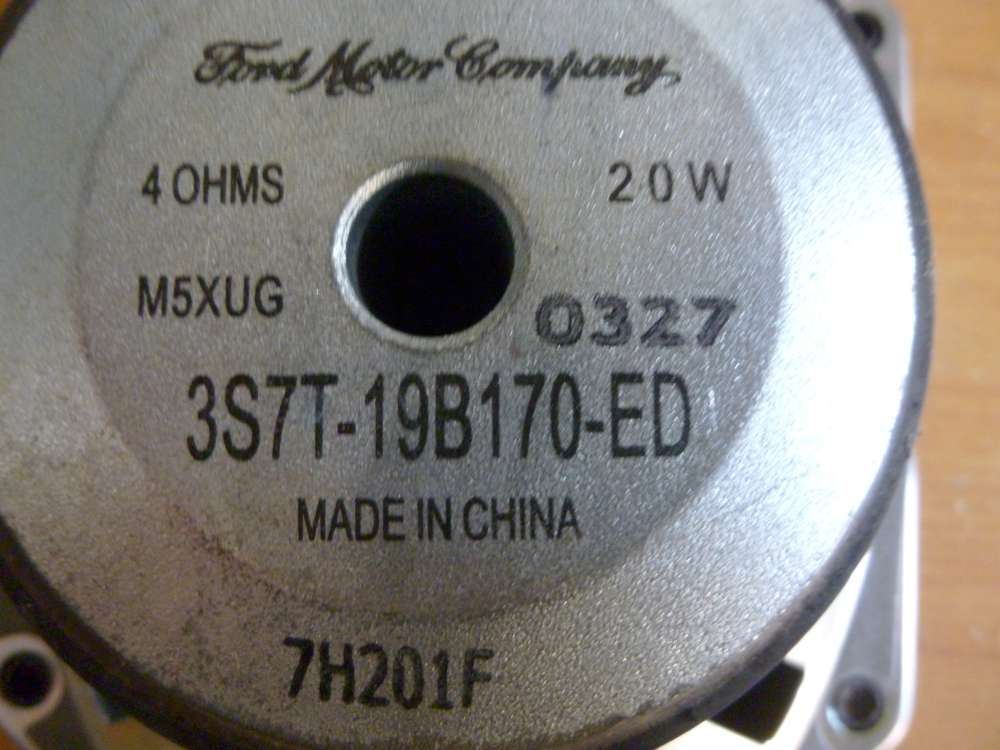 Ford Motor Company
4 OHMS 20W
M5XUG 0327
3S7T-19B170-ED
MADE IN CHINA
7H201F